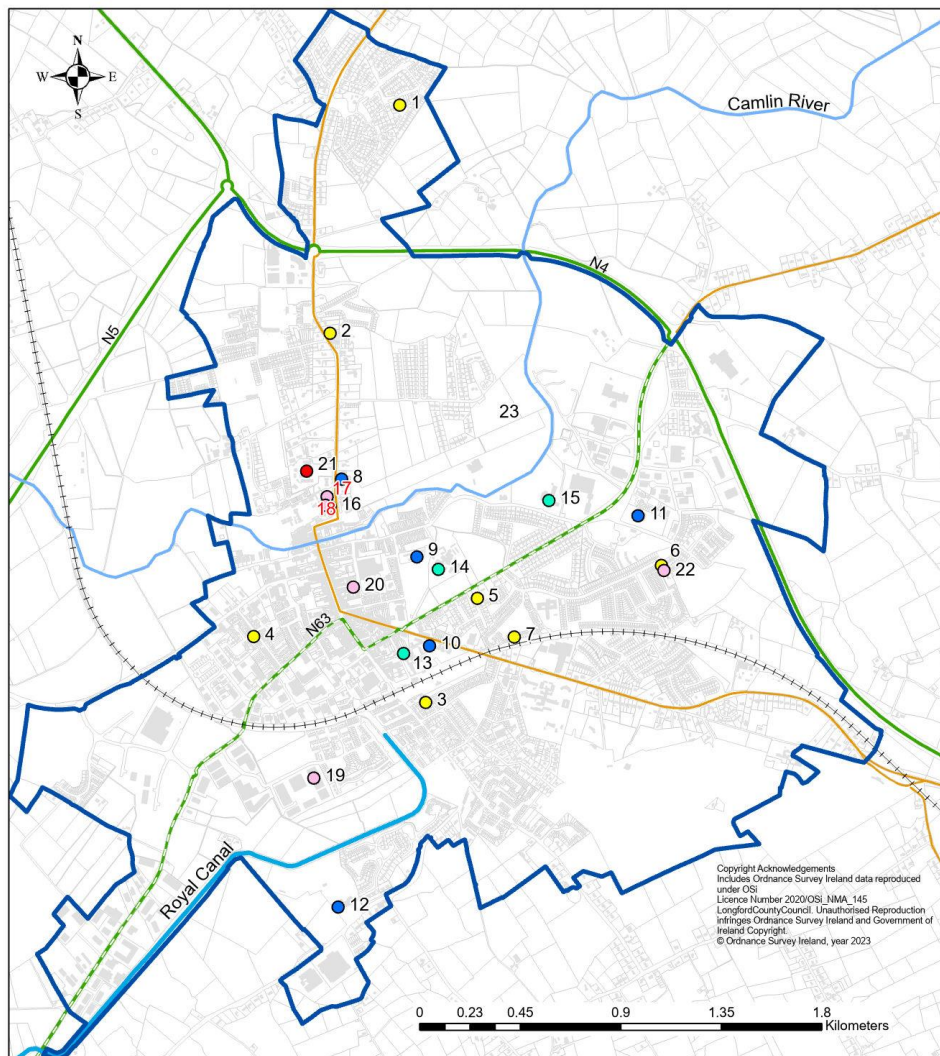 N
W E
S
1
Camlin River
N4
N5
2
23
21
8
17
18
16
15
11
9
14
6
22
20
5
N63
4
10
7
13
3
19
Royal Canal
12
Copyright Acknowledgements
Includes Ordnance Survey Ireland data reproduced
under OSi
Licence Number 2020/OSi_NMA_145
LongfordCountyCouncil. Unauthorised Reproduction
infringes Ordnance Survey Ireland and Government of
Ireland Copyright.
© Ordnance Survey Ireland, year 2023
0 0.23 0.45 0.9 1.35 1.8
Kilometers